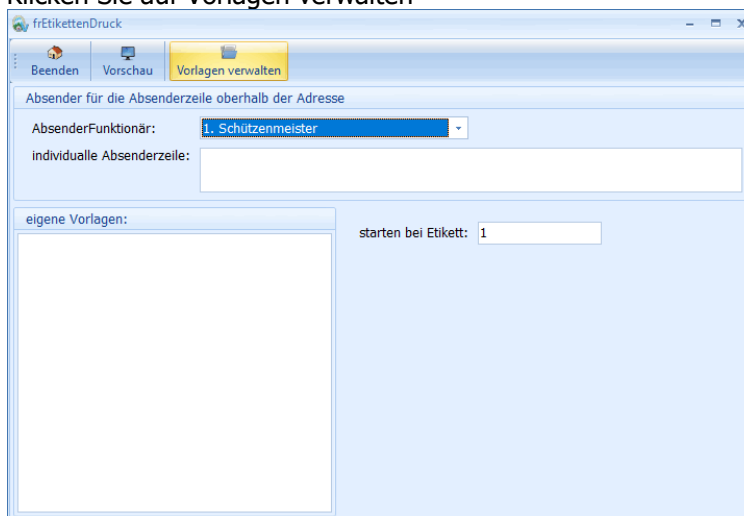 Klicken Sie auf Vorlagen verwalten
frEtikettenDruck
Beenden Vorschau Vorlagen verwalten
Absender für die Absenderzeile oberhalb der Adresse
AbsenderFunktionär: 1. Schützenmeister
individualle Absenderzeile:
eigene Vorlagen:
starten bei Etikett: 1